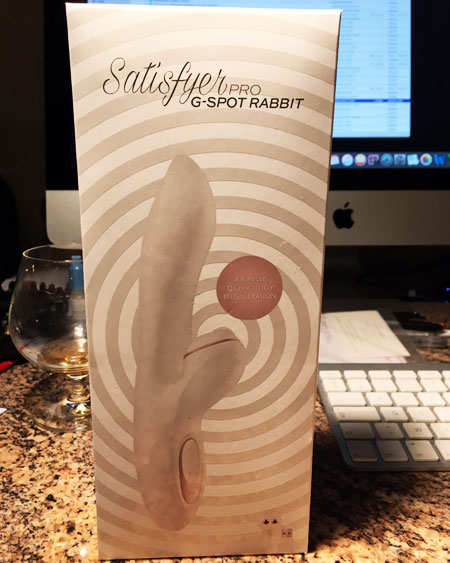 Satisfyer PRO
G-SPOT RABBIT
AIR PULSE
TECHNOLOGY
PLUS VIBRATION